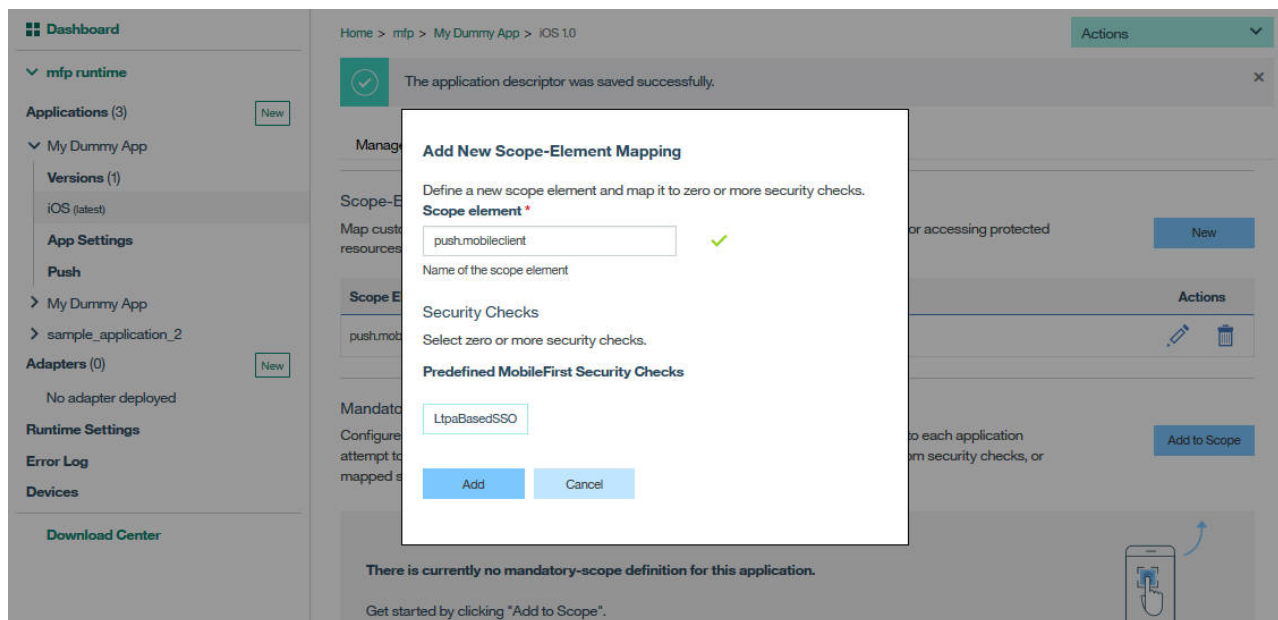 Dashboard
Home > mfp > My Dummy App > iOS 1.0
Actions
mfp runtime
The application descriptor was saved successfully.
Applications (3)
New
Manage
My Dummy App
Versions (1)
iOS (latest)
App Settings
Push
My Dummy App
sample_application_2
Adapters (0)
New
No adapter deployed
Runtime Settings
Error Log
Devices
Download Center
Add New Scope-Element Mapping
Define a new scope element and map it to zero or more security checks.
Scope element *
push.mobileclient
Name of the scope element
Security Checks
Select zero or more security checks.
Predefined MobileFirst Security Checks
LtpaBasedSSO
Add
Cancel
Scope-E
Map custo
or accessing protected
resources
New
Scope E
Actions
push.mob
Mandato
Configure
to each application
attempt to
om security checks, or
mapped s
Add to Scope
There is currently no mandatory-scope definition for this application.
Get started by clicking "Add to Scope".